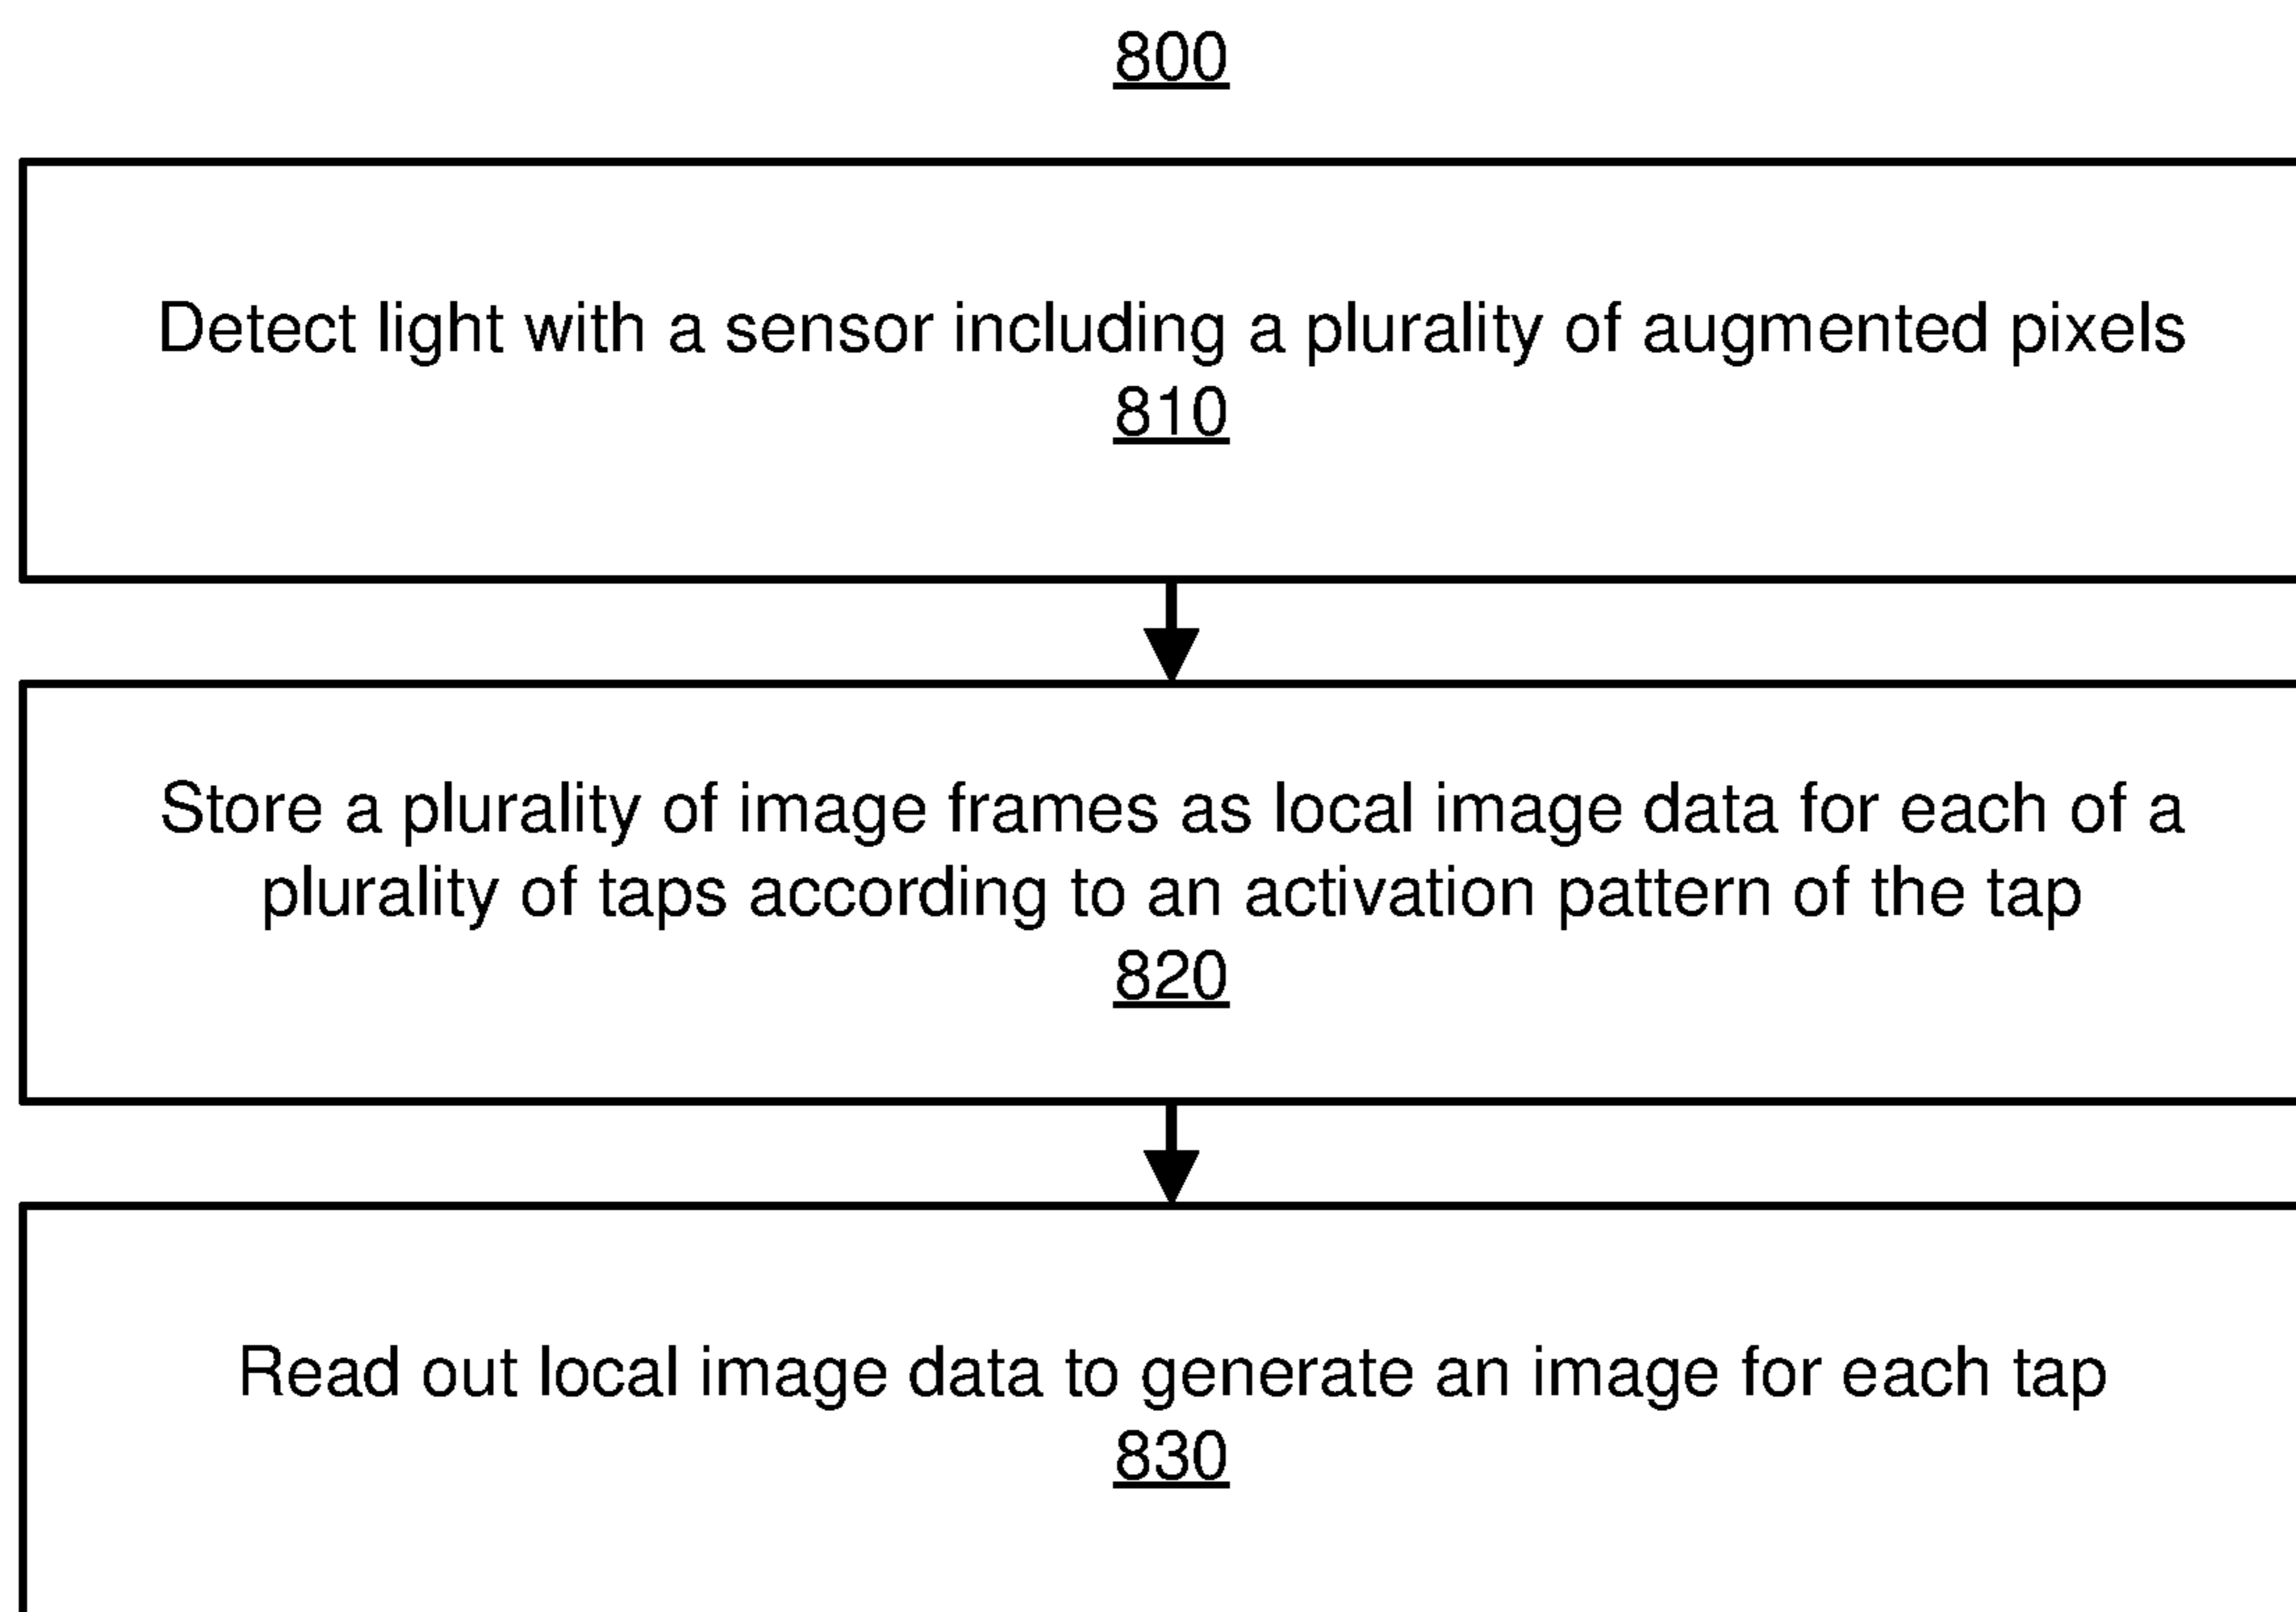 800
Detect light with a sensor including a plurality of augmented pixels
810
Store a plurality of image frames as local image data for each of a
plurality of taps according to an activation pattern of the tap
820
Read out local image data to generate an image for each tap
830